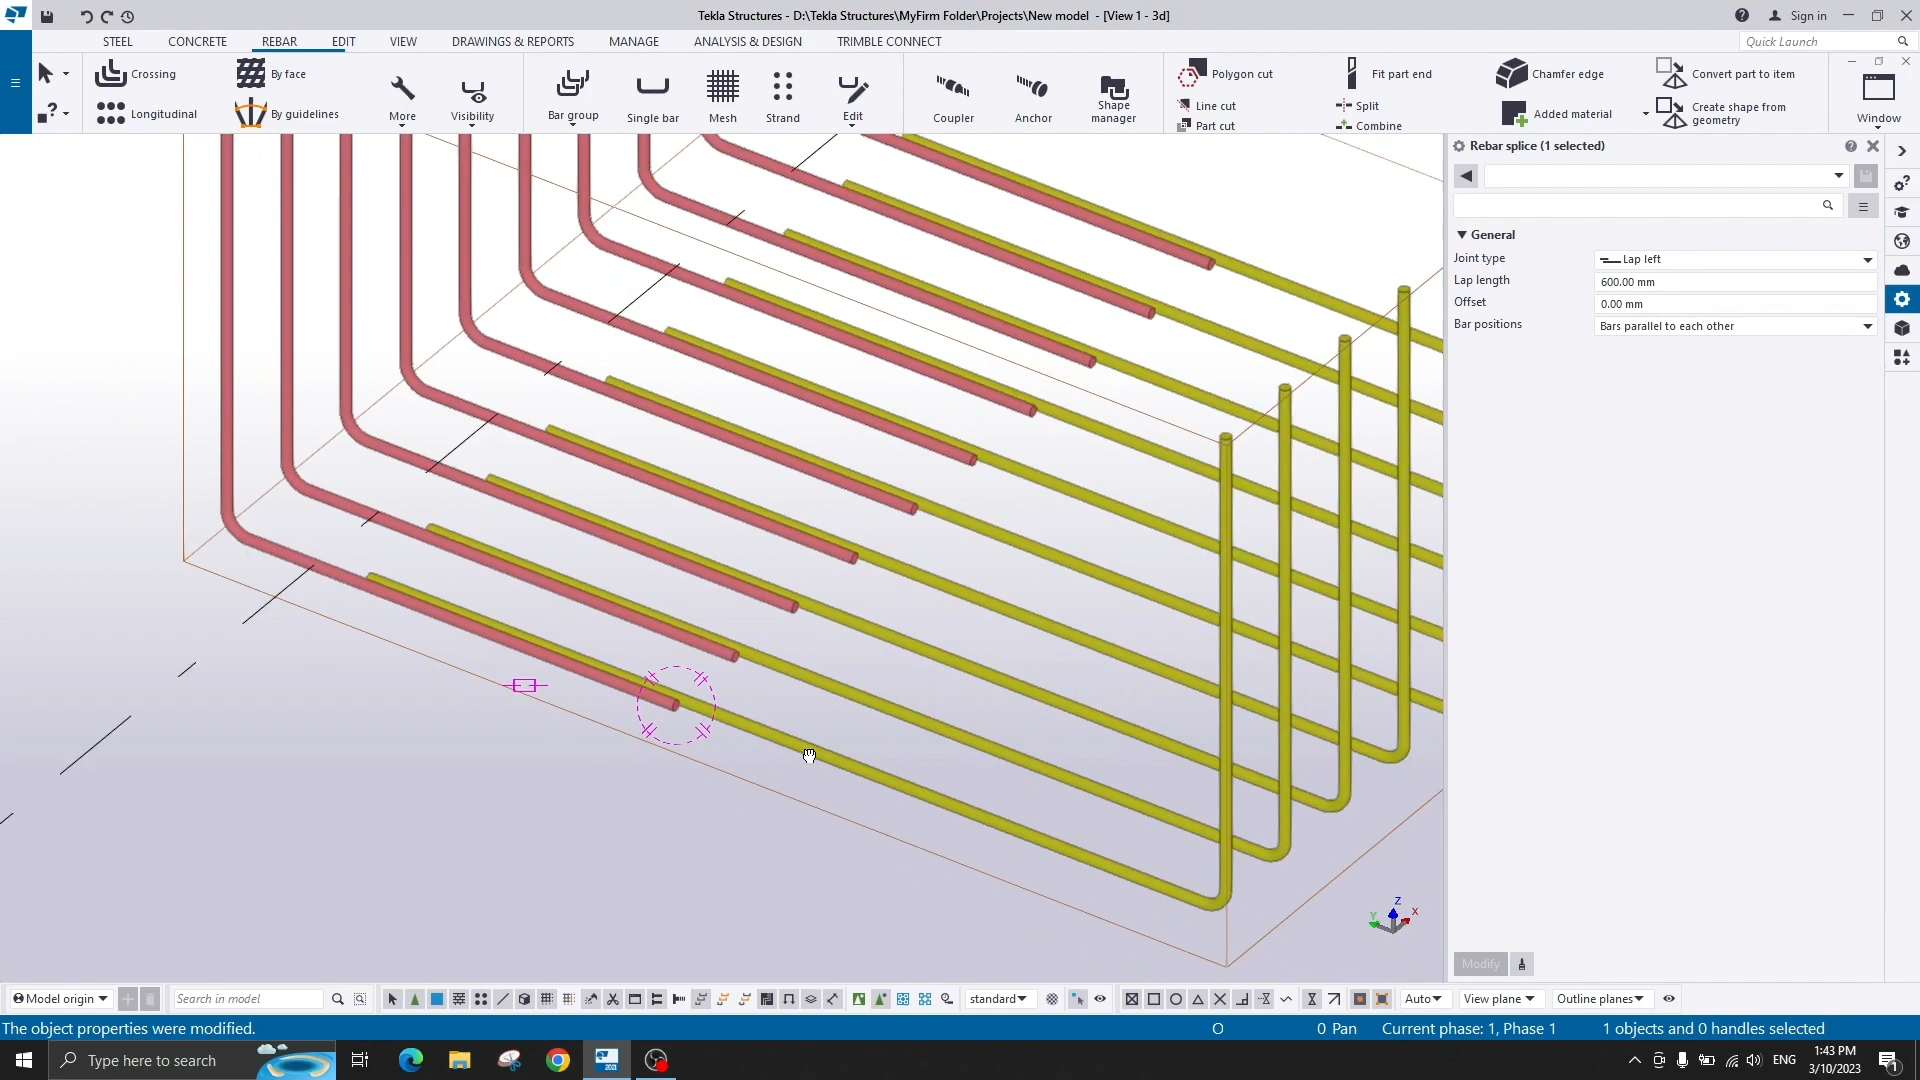 Tekla Structures - D:\Tekla Structures\MyFirm Folder\Projects\New model - [View 1 - 3d]
Sign in
STEEL CONCRETE REBAR EDIT VIEW DRAWINGS & REPORTS MANAGE ANALYSIS & DESIGN TRIMBLE CONNECT
Quick Launch
Crossing
Longitudinal
By face
By guidelines
More
Visibility
Bar group
Single bar
Mesh
Strand
Edit
Coupler
Anchor
Shape
manager
Polygon cut
Line cut
Part cut
Fit part end
Split
Combine
Chamfer edge
Added material
Convert part to item
Create shape from
geometry
Window
Rebar splice (1 selected)
General
Joint type Lap left
Lap length 600.00 mm
Offset 0.00 mm
Bar positions Bars parallel to each other
Z
Y X
Modify
Model origin
Search in model
standard
Auto
View plane
Outline planes
The object properties were modified.
O
0 Pan
Current phase: 1, Phase 1
1 objects and 0 handles selected
Type here to search
2021
ENG
1:43 PM
3/10/2023
1